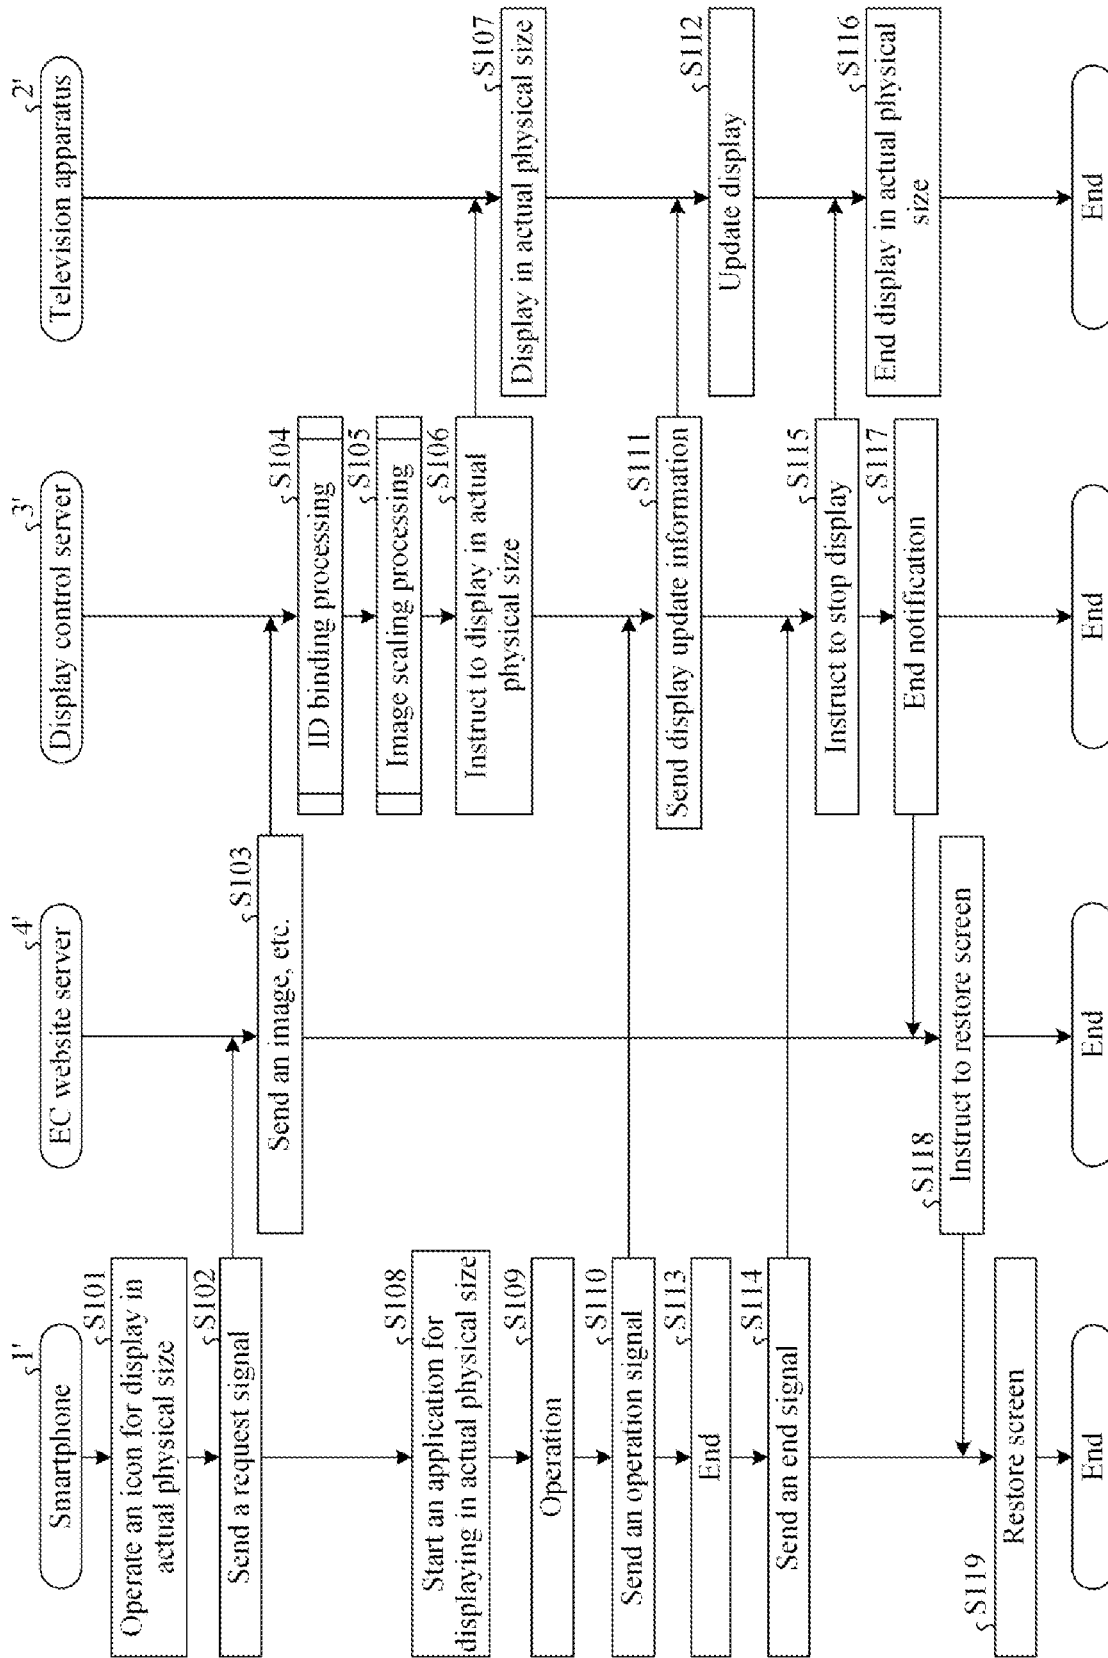 1'
Smartphone
S101
Operate an icon for display in
actual physical size
S102
Send a request signal
S108
Start an application for
displaying in actual physical size
S109
Operation
S110
Send an operation signal
S113
End
S114
Send an end signal
S119
Restore screen
End
4'
EC website server
S103
Send an image, etc.
S118
Instruct to restore screen
End
3'
Display control server
S104
ID binding processing
S105
Image scaling processing
S106
Instruct to display in actual
physical size
S111
Send display update information
S115
Instruct to stop display
S117
End notification
End
2'
Television apparatus
S107
Display in actual physical size
S112
Update display
S116
End display in actual physical
size
End